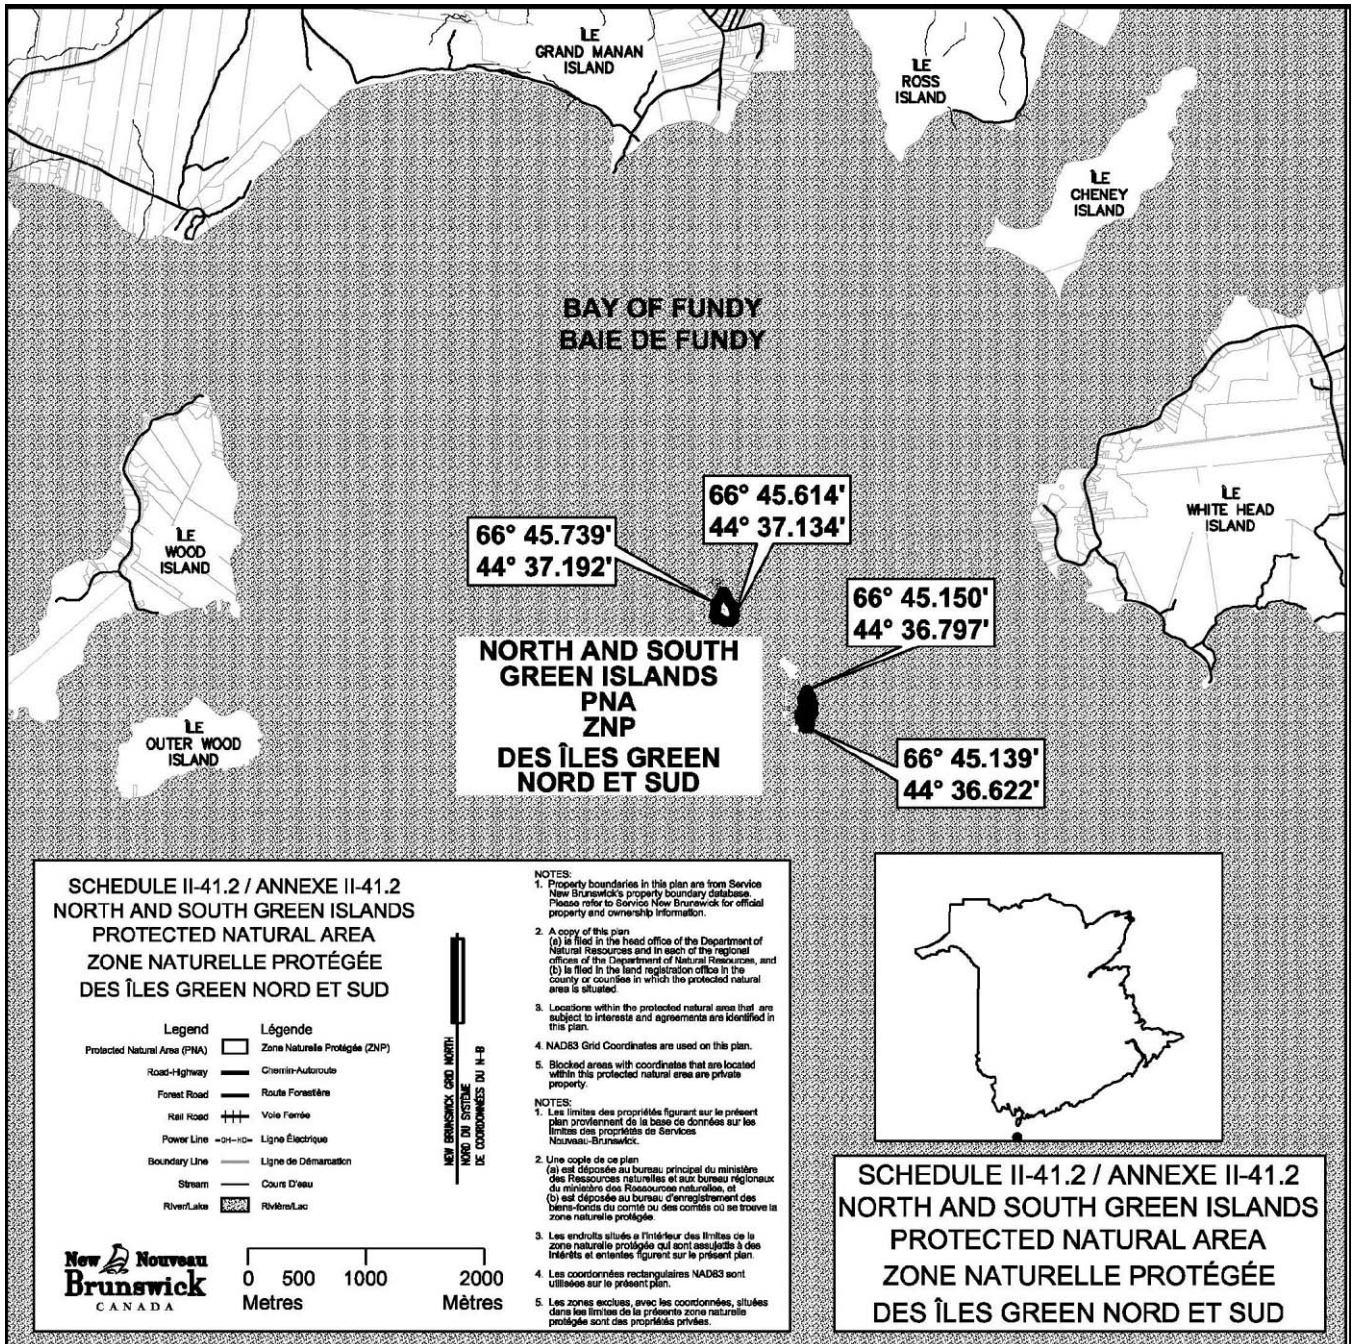 ÎLE
GRAND MANAN
ISLAND
ÎLE
ROSS
ISLAND
ÎLE
CHENEY
ISLAND
BAY OF FUNDY
BAIE DE FUNDY
ÎLE
WHITE HEAD
ISLAND
ÎLE
WOOD
ISLAND
66° 45.614'
44° 37.134'
66° 45.739'
44° 37.192'
66° 45.150'
44° 36.797'
NORTH AND SOUTH
GREEN ISLANDS
PNA
ZNP
DES ÎLES GREEN
NORD ET SUD
ÎLE
OUTER WOOD
ISLAND
66° 45.139'
44° 36.622'
SCHEDULE II-41.2 / ANNEXE II-41.2
NORTH AND SOUTH GREEN ISLANDS
PROTECTED NATURAL AREA
ZONE NATURELLE PROTÉGÉE
DES ÎLES GREEN NORD ET SUD
Legend Légende
Protected Natural Area (PNA) Zone Naturelle Protégée (ZNP)
Road-Highway Chemin-Autoroute
Forest Road Route Forestière
Rail Road Voie Ferrée
Power Line Ligne Électrique
Boundary Line Ligne de Démarcation
Stream Cours D'eau
River/Lake Rivière/Lac
NEW BRUNSWICK GRID NORTH
NORD DU SYSTÈME
DE COORDONNÉES DU N-B
New Nouveau
Brunswick
CANADA
0 500 1000 2000
Metres Mètres
NOTES:
1. Property boundaries in this plan are from Service
New Brunswick's property boundary database.
Please refer to Service New Brunswick for official
property and ownership information.
2. A copy of this plan
(a) is filed in the head office of the Department of
Natural Resources and in each of the regional
offices of the Department of Natural Resources, and
(b) is filed in the land registration office in the
county or counties in which the protected natural
area is situated.
3. Locations within the protected natural area that are
subject to interests and agreements are identified in
this plan.
4. NAD83 Grid Coordinates are used on this plan.
5. Blocked areas with coordinates that are located
within this protected natural area are private
property.
NOTES:
1. Les limites des propriétés figurant sur le présent
plan proviennent de la base de données sur les
limites des propriétés de Services
Nouveau-Brunswick.
2. Une copie de ce plan
(a) est déposée au bureau principal du ministère
des Ressources naturelles et aux bureau régionaux
du ministère des Ressources naturelles, et
(b) est déposée au bureau d'enregistrement des
biens-fonds du comté ou des comtés où se trouve la
zone naturelle protégée.
3. Les endroits situés a l'intérieur des limites de la
zone naturelle protégée qui sont assujettis à des
intérêts et ententes figurent sur le présent plan.
4. Les coordonnées rectangulaires NAD83 sont
utilisées sur le présent plan.
5. Les zones exclues, avec les coordonnées, situées
dans les limites de la présente zone naturelle
protégée sont des propriétés privées.
SCHEDULE II-41.2 / ANNEXE II-41.2
NORTH AND SOUTH GREEN ISLANDS
PROTECTED NATURAL AREA
ZONE NATURELLE PROTÉGÉE
DES ÎLES GREEN NORD ET SUD